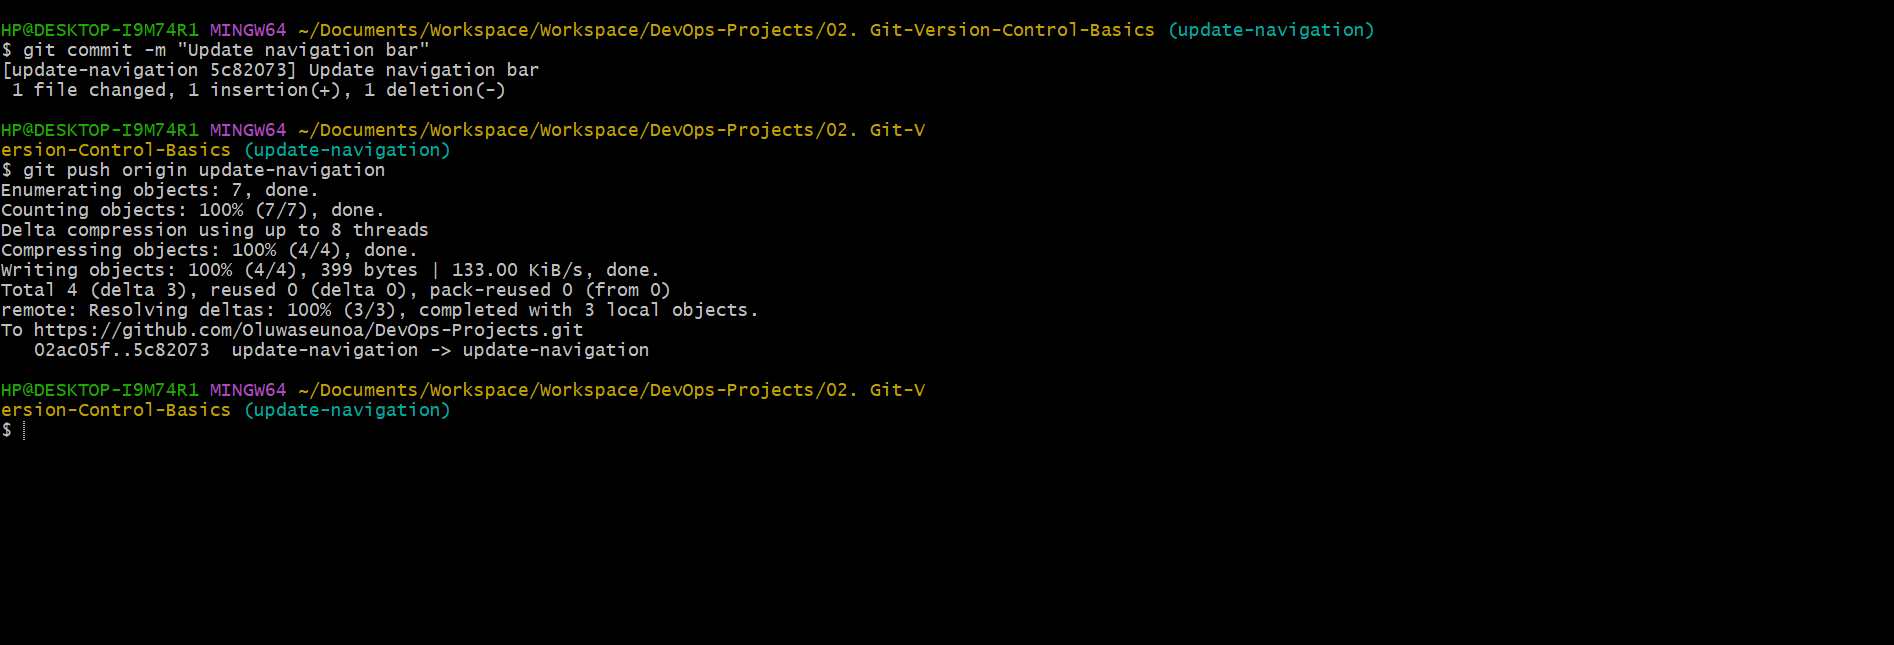 HP@DESKTOP-I9M74R1 MINGW64 ~/Documents/Workspace/Workspace/DevOps-Projects/02. Git-Version-Control-Basics (update-navigation)
$ git commit -m "Update navigation bar"
[update-navigation 5c82073] Update navigation bar
 1 file changed, 1 insertion(+), 1 deletion(-)

HP@DESKTOP-I9M74R1 MINGW64 ~/Documents/Workspace/Workspace/DevOps-Projects/02. Git-V
ersion-Control-Basics (update-navigation)
$ git push origin update-navigation
Enumerating objects: 7, done.
Counting objects: 100% (7/7), done.
Delta compression using up to 8 threads
Compressing objects: 100% (4/4), done.
Writing objects: 100% (4/4), 399 bytes | 133.00 KiB/s, done.
Total 4 (delta 3), reused 0 (delta 0), pack-reused 0 (from 0)
remote: Resolving deltas: 100% (3/3), completed with 3 local objects.
To https://github.com/Oluwaseunoa/DevOps-Projects.git
   02ac05f..5c82073  update-navigation -> update-navigation

HP@DESKTOP-I9M74R1 MINGW64 ~/Documents/Workspace/Workspace/DevOps-Projects/02. Git-V
ersion-Control-Basics (update-navigation)
$